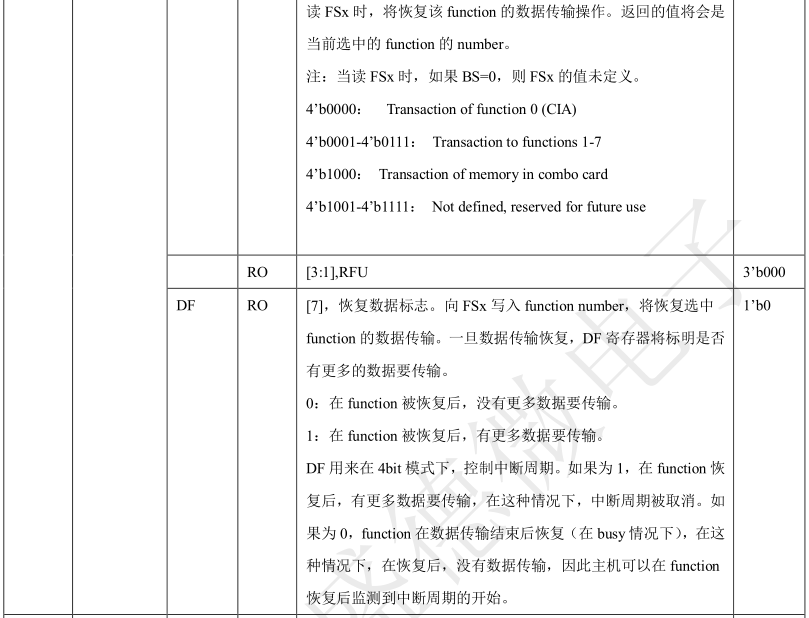 读 FSx 时，将恢复该 function 的数据传输操作。返回的值将会是
当前选中的 function 的 number。
注：当读 FSx 时，如果 BS=0，则 FSx 的值未定义。
4’b0000： Transaction of function 0 (CIA)
4’b0001-4’b0111： Transaction to functions 1-7
4’b1000： Transaction of memory in combo card
4’b1001-4’b1111： Not defined, reserved for future use
RO [3:1],RFU 3’b000
DF RO [7]，恢复数据标志。向 FSx 写入 function number，将恢复选中 1’b0
function 的数据传输。一旦数据传输恢复，DF 寄存器将标明是否
有更多的数据要传输。
0：在 function 被恢复后，没有更多数据要传输。
1：在 function 被恢复后，有更多数据要传输。
DF 用来在 4bit 模式下，控制中断周期。如果为 1，在 function 恢
复后，有更多数据要传输，在这种情况下，中断周期被取消。如
果为 0，function 在数据传输结束后恢复（在 busy 情况下），在这
种情况下，在恢复后，没有数据传输，因此主机可以在 function
恢复后监测到中断周期的开始。
盛德微电子